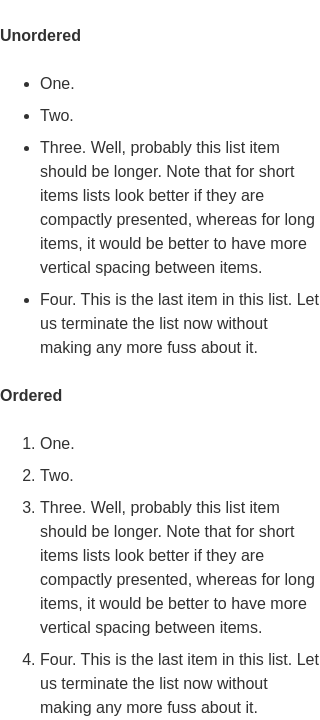 Unordered
• One.
• Two.
• Three. Well, probably this list item
should be longer. Note that for short
items lists look better if they are
compactly presented, whereas for long
items, it would be better to have more
vertical spacing between items.
• Four. This is the last item in this list. Let
us terminate the list now without
making any more fuss about it.
Ordered
1. One.
2. Two.
3. Three. Well, probably this list item
should be longer. Note that for short
items lists look better if they are
compactly presented, whereas for long
items, it would be better to have more
vertical spacing between items.
4. Four. This is the last item in this list. Let
us terminate the list now without
making any more fuss about it.